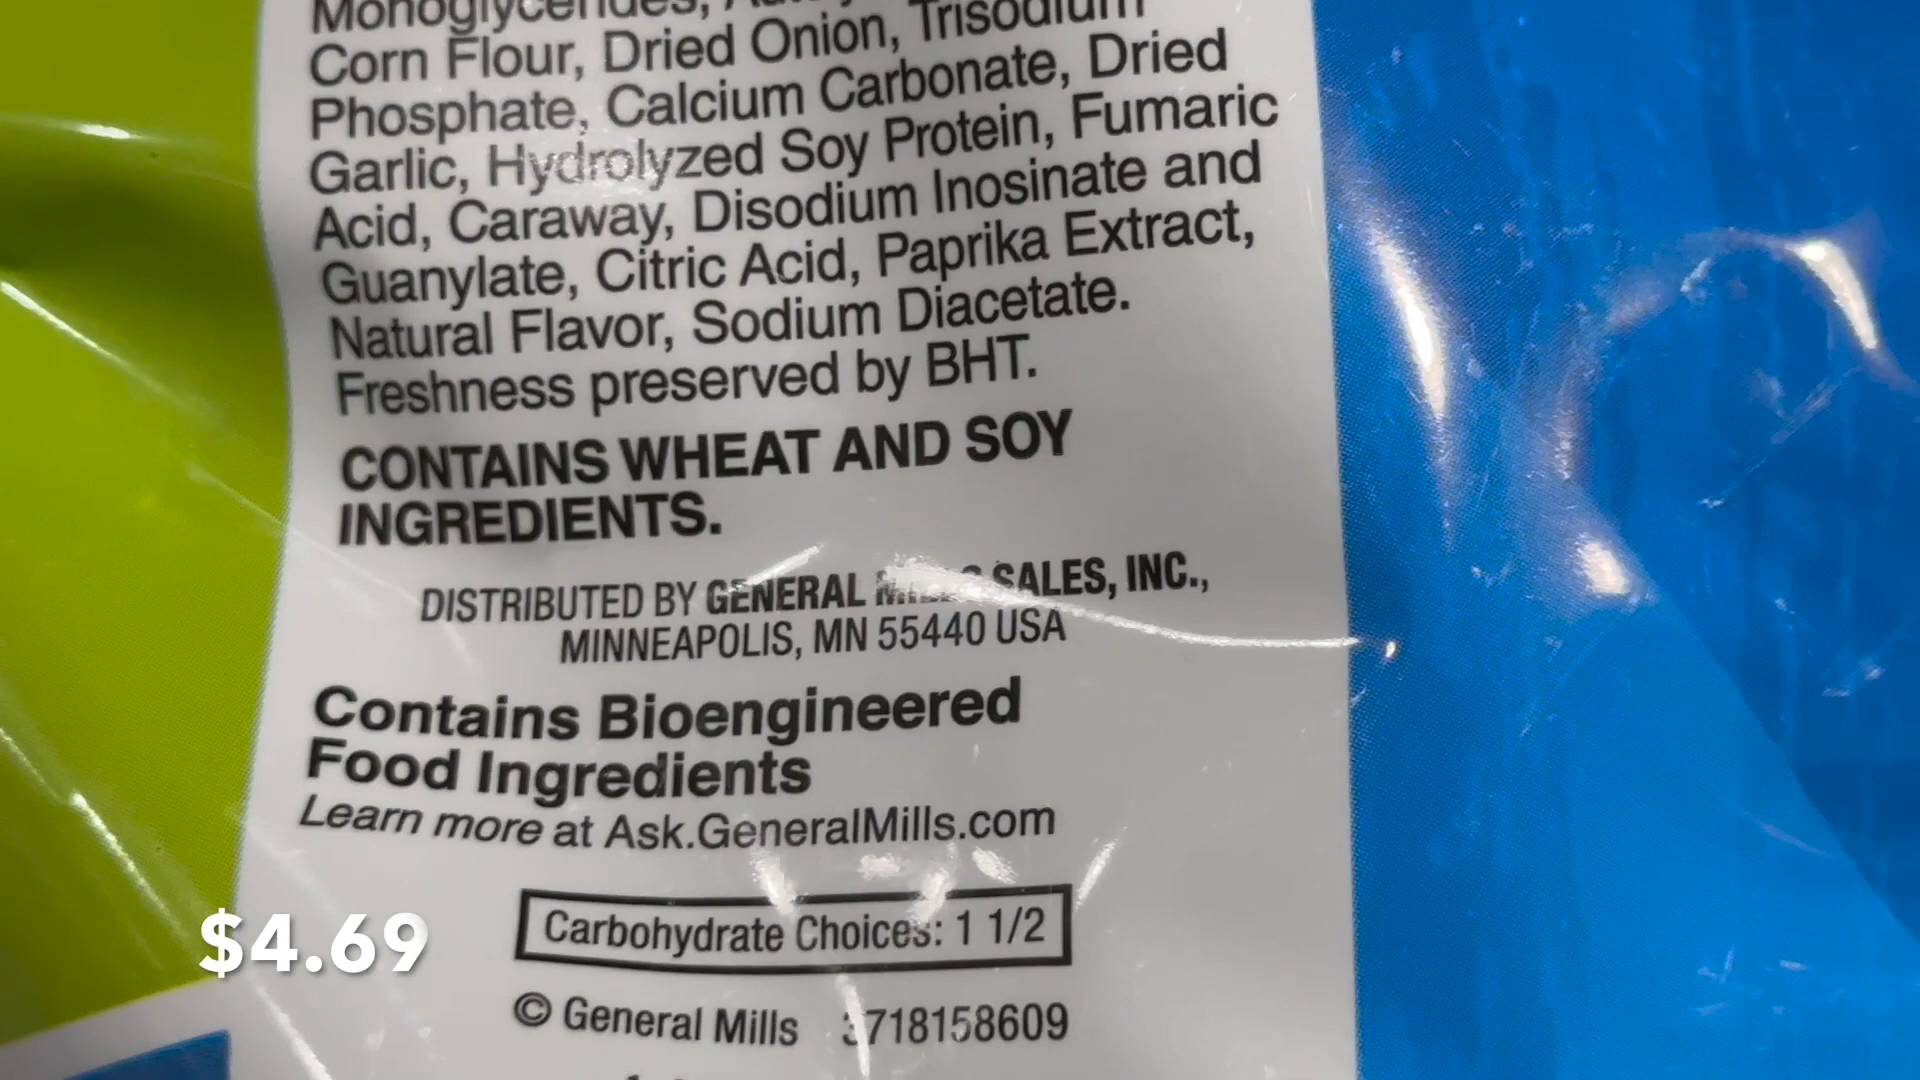 Monoglycerides,
Corn Flour, Dried Onion, Trisodium
Phosphate, Calcium Carbonate, Dried
Garlic, Hydrolyzed Soy Protein, Fumaric
Acid, Caraway, Disodium Inosinate and
Guanylate, Citric Acid, Paprika Extract,
Natural Flavor, Sodium Diacetate.
Freshness preserved by BHT.
CONTAINS WHEAT AND SOY
INGREDIENTS.
DISTRIBUTED BY GENERAL MILLS SALES, INC.,
MINNEAPOLIS, MN 55440 USA
Contains Bioengineered
Food Ingredients
Learn more at Ask.GeneralMills.com
$4.69
Carbohydrate Choices: 1 1/2
© General Mills 3718158609